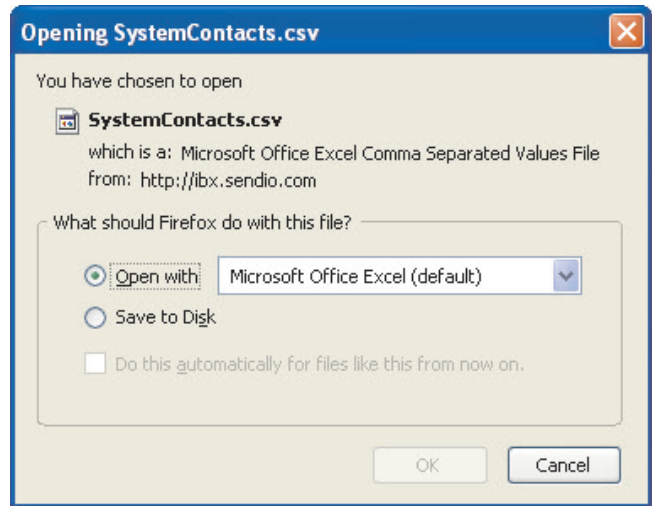 Opening SystemContacts.csv
You have chosen to open
SystemContacts.csv
which is a: Microsoft Office Excel Comma Separated Values File
from: http://ibx.sendio.com
What should Firefox do with this file?
Open with Microsoft Office Excel (default)
Save to Disk
Do this automatically for files like this from now on.
OK Cancel